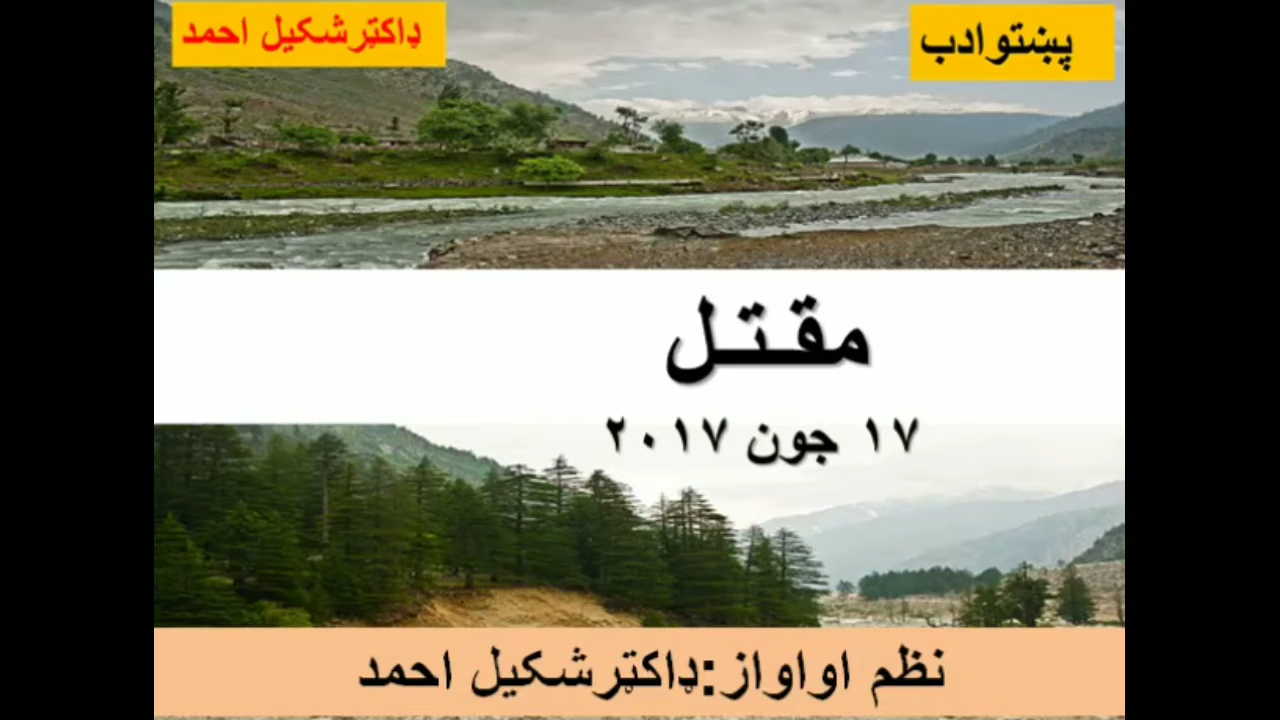 پښتوادب
ډاکټرشکیل احمد
مقتل
۱۷ جون ۲۰۱۷
نظم اواواز:ډاکټرشکیل احمد